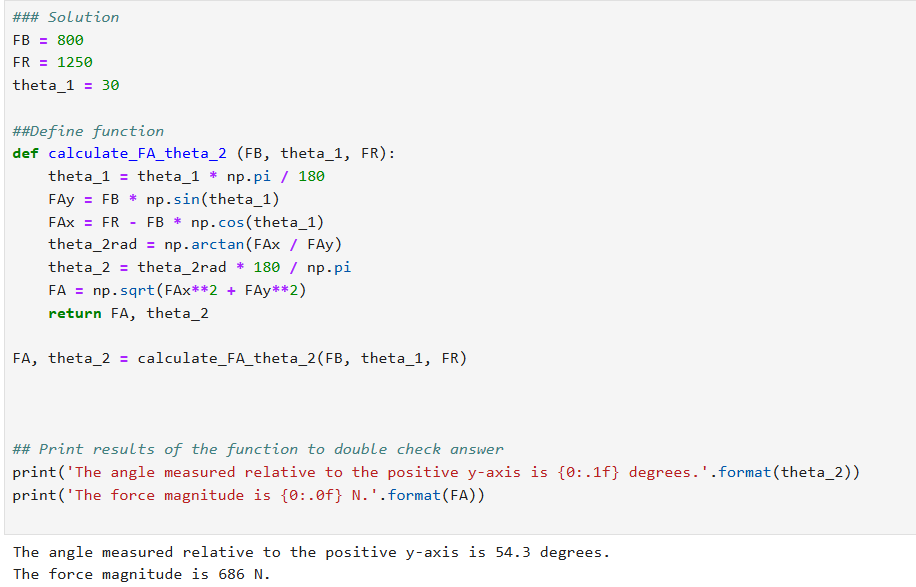 ### Solution
FB = 800
FR = 1250
theta_1 = 30
##Define function
def calculate_FA_theta_2 (FB, theta_1, FR):
    theta_1 = theta_1 * np.pi / 180
    FAy = FB * np.sin(theta_1)
    FAx = FR - FB * np.cos(theta_1)
    theta_2rad = np.arctan(FAx / FAy)
    theta_2 = theta_2rad * 180 / np.pi
    FA = np.sqrt(FAx**2 + FAy**2)
    return FA, theta_2
FA, theta_2 = calculate_FA_theta_2(FB, theta_1, FR)
## Print results of the function to double check answer
print('The angle measured relative to the positive y-axis is {0:.1f} degrees.'.format(theta_2))
print('The force magnitude is {0:.0f} N.'.format(FA))
The angle measured relative to the positive y-axis is 54.3 degrees.
The force magnitude is 686 N.